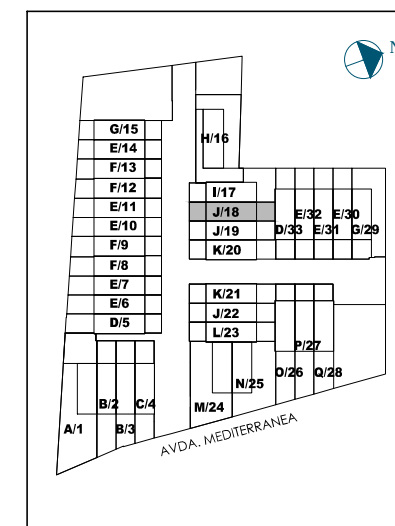 N
G/15
E/14
F/13
F/12
E/11
E/10
F/9
F/8
E/7
E/6
D/5
H/16
I/17
J/18
J/19
K/20
E/32
E/30
D/33
E/31
G/29
K/21
J/22
L/23
P/27
O/26
Q/28
N/25
M/24
B/2
C/4
A/1
B/3
AVDA. MEDITERRANEA